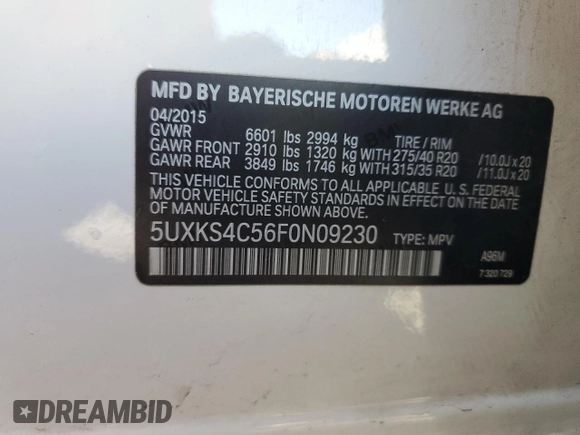 MFD BY BAYERISCHE MOTOREN WERKE AG
04/2015
GVWR 6601 lbs 2994 kg TIRE / RIM
GAWR FRONT 2910 lbs 1320 kg WITH 275/40 R20 /10.0J x 20
GAWR REAR 3849 lbs 1746 kg WITH 315/35 R20 /11.0J x 20
THIS VEHICLE CONFORMS TO ALL APPLICABLE U. S. FEDERAL
MOTOR VEHICLE SAFETY STANDARDS IN EFFECT ON THE DATE
OF MANUFACTURE SHOWN ABOVE.
5UXKS4C56F0N09230 TYPE: MPV
A96M
7 320 729
DREAMBID